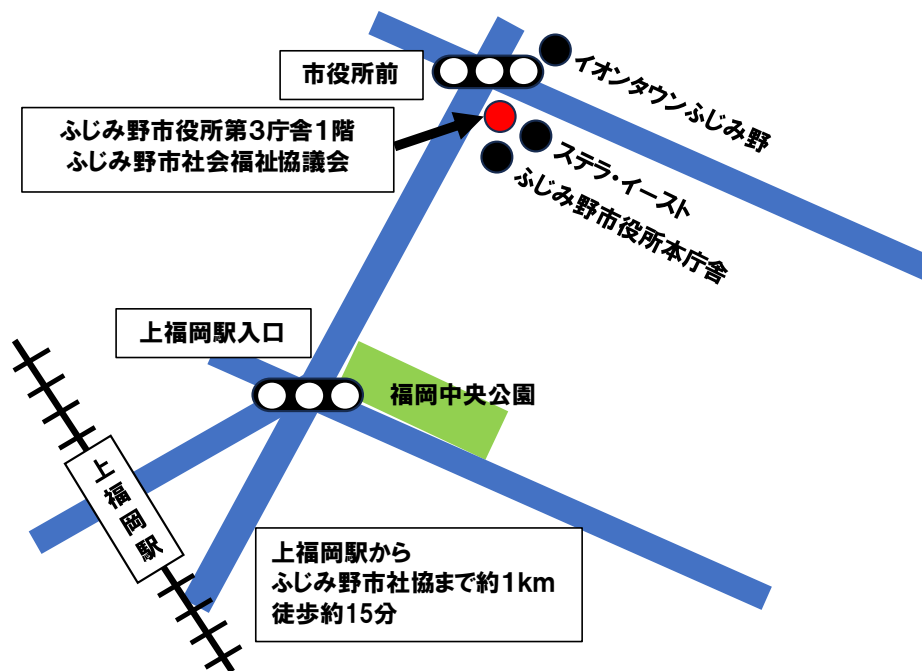 市役所前
イオンタウンふじみ野
ふじみ野市役所第3庁舎1階
ふじみ野市社会福祉協議会
ステラ・イースト
ふじみ野市役所本庁舎
上福岡駅入口
福岡中央公園
上福岡駅
上福岡駅から
ふじみ野市社協まで約1km
徒歩約15分